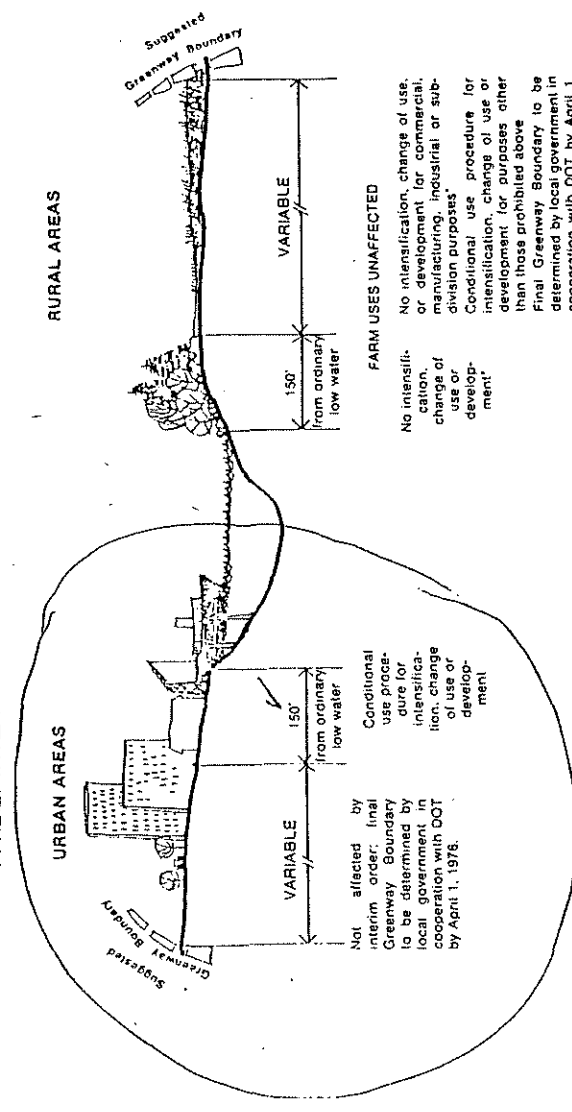 URBAN AREAS
RURAL AREAS
Suggested
Greenway Boundary
Suggested
Greenway Boundary
VARIABLE
150'
from ordinary
low water
150'
from ordinary
low water
VARIABLE
Not affected by
interim order; final
Greenway Boundary
to be determined by
local government in
cooperation with DOT
by April 1, 1976.
Conditional
use proce-
dure for
intensifica-
tion, change
of use or
develop-
ment
FARM USES UNAFFECTED
No intensifi-
cation,
change of
use or
develop-
ment*
No intensification, change of use,
or development for commercial,
manufacturing, industrial or sub-
division purposes*
Conditional use procedure for
intensification, change of use or
development for purposes other
than those prohibited above
Final Greenway Boundary to be
determined by local government in
cooperation with DOT by April 1